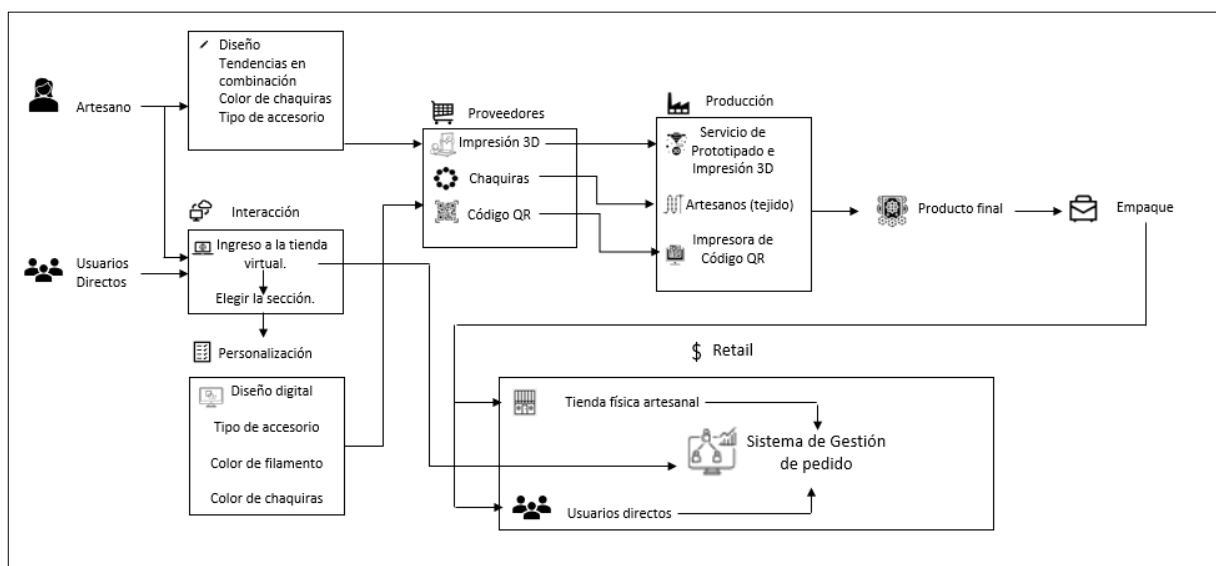 Artesano
Diseño
Tendencias en
combinación
Color de chaquiras
Tipo de accesorio
Usuarios
Directos
Interacción
Ingreso a la tienda
virtual.
Elegir la sección.
Personalización
Diseño digital
Tipo de accesorio
Color de filamento
Color de chaquiras
Proveedores
Impresión 3D
Chaquiras
Código QR
Producción
Servicio de
Prototipado e
Impresión 3D
Artesanos (tejido)
Impresora de
Código QR
Producto final
Empaque
$ Retail
Tienda física artesanal
Sistema de Gestión
de pedido
Usuarios directos